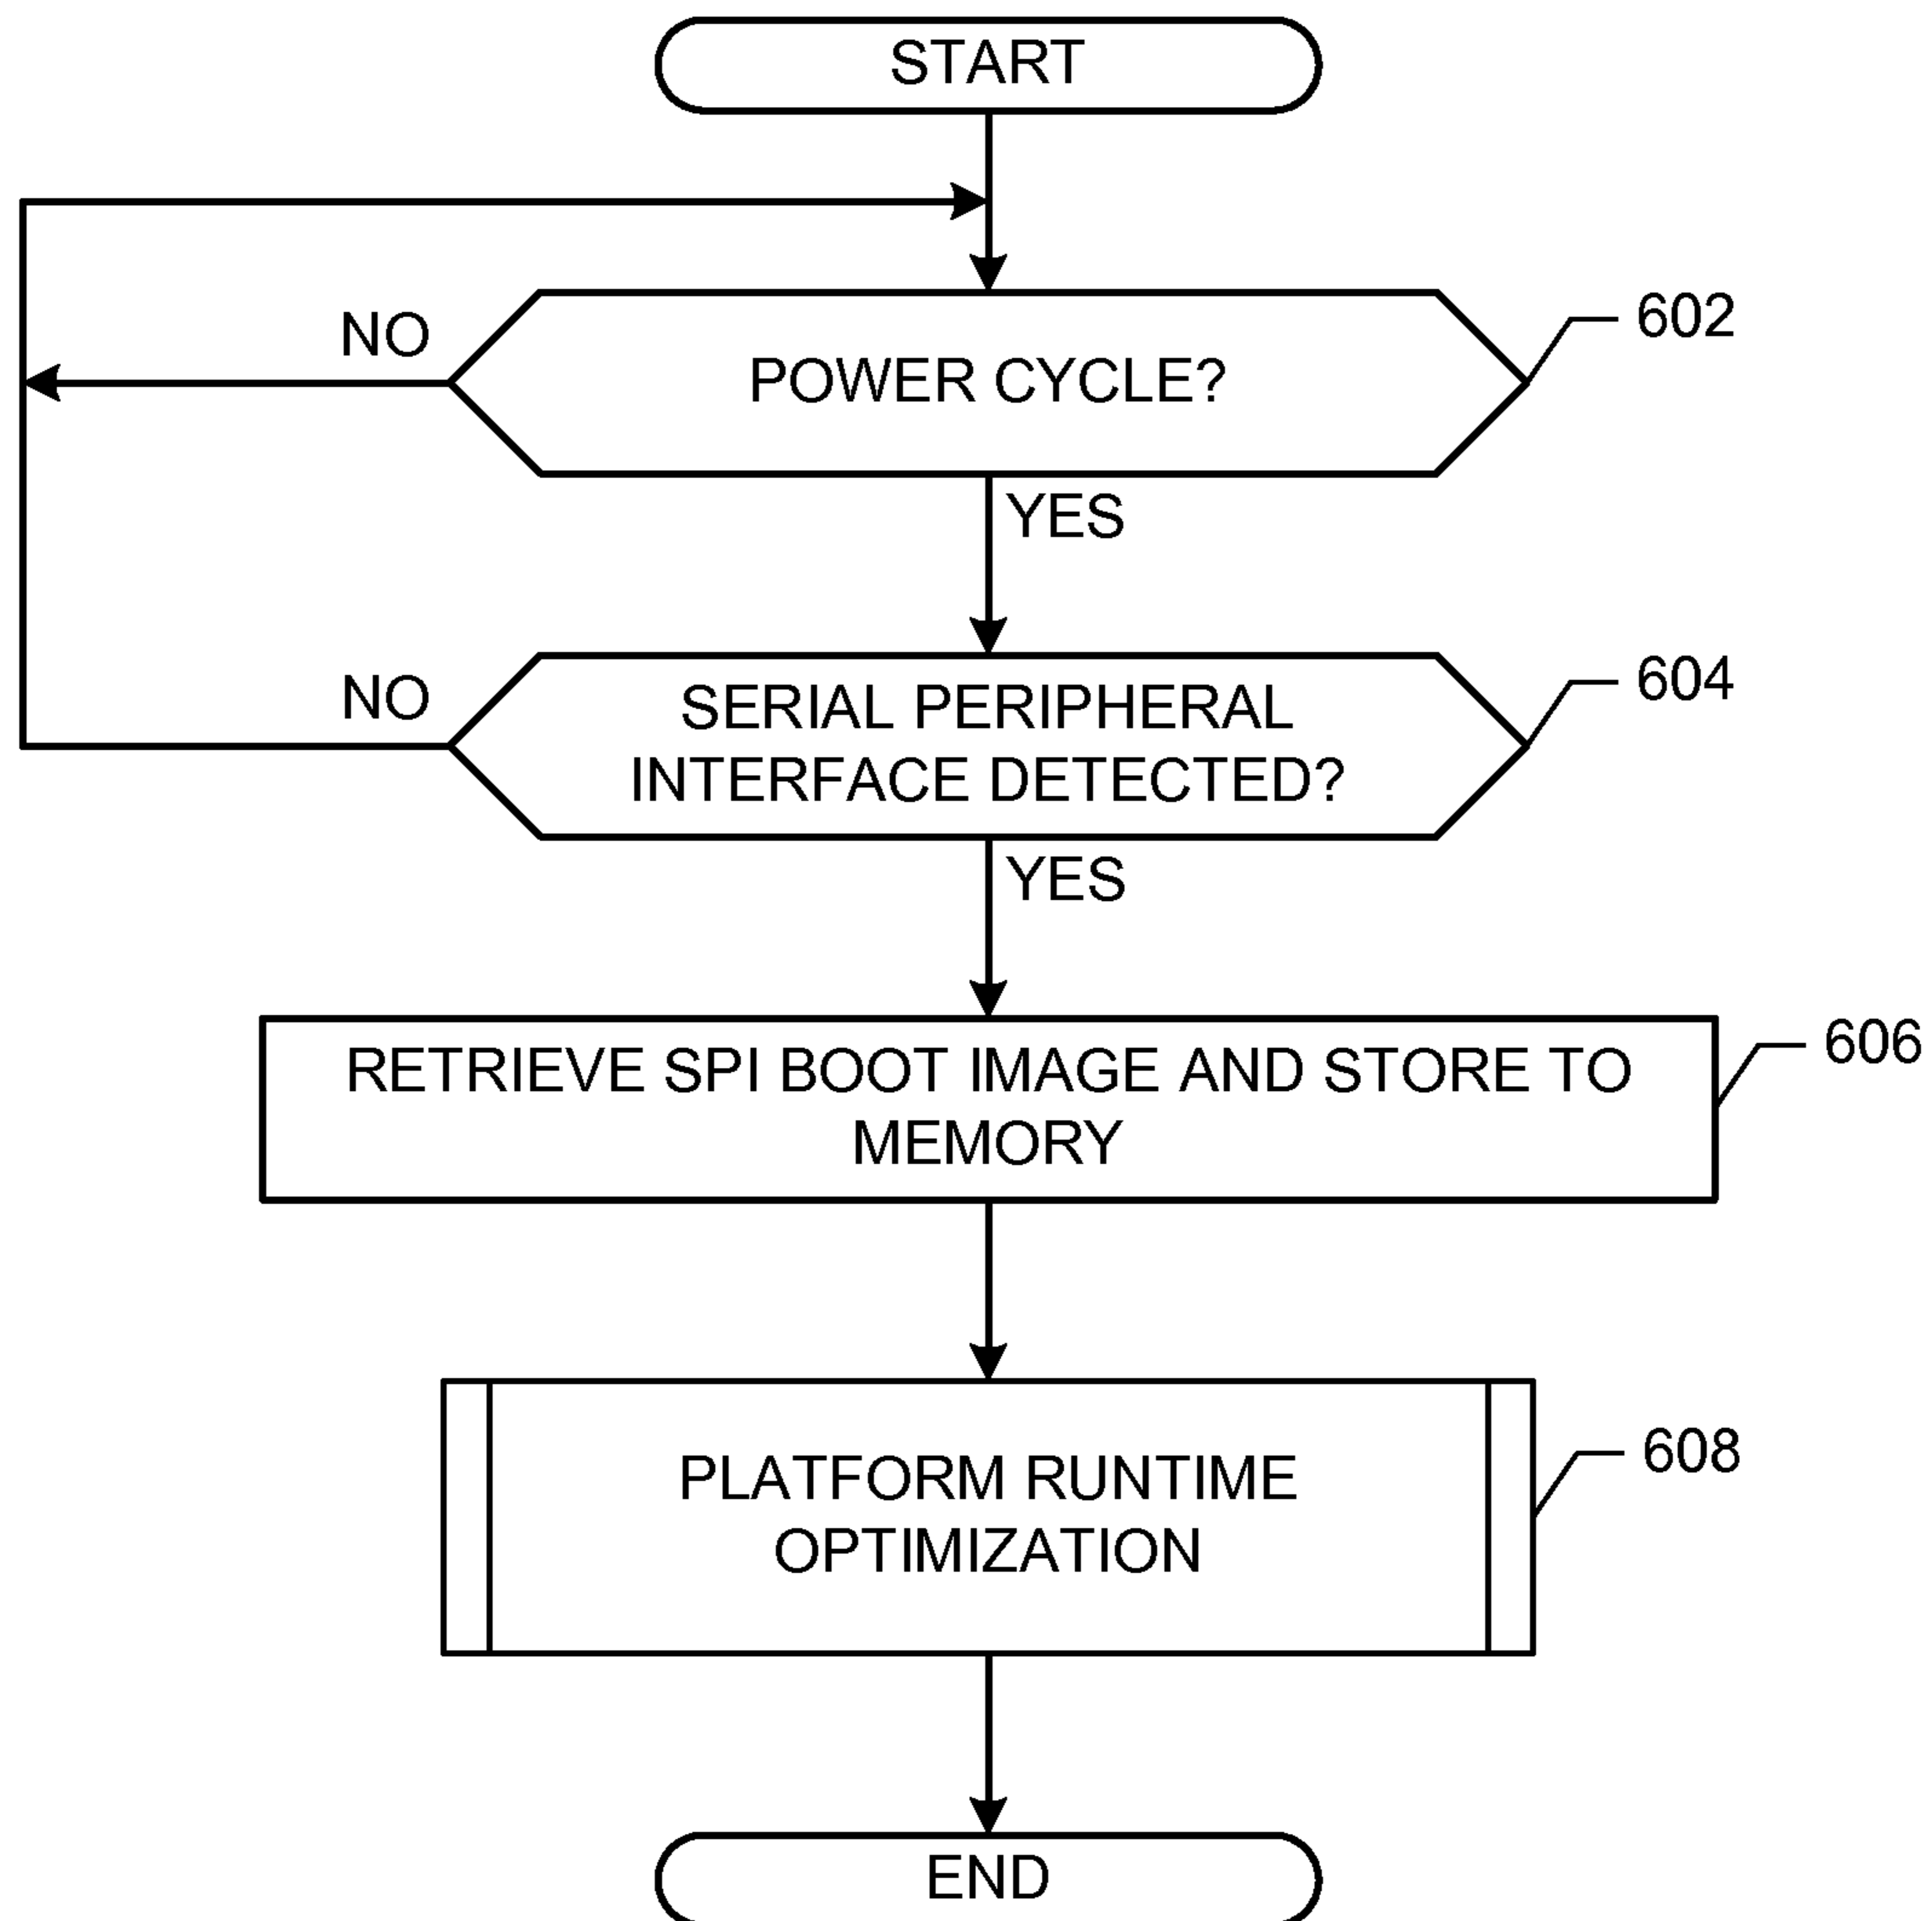 START
NO
602
POWER CYCLE?
YES
NO
604
SERIAL PERIPHERAL
INTERFACE DETECTED?
YES
606
RETRIEVE SPI BOOT IMAGE AND STORE TO
MEMORY
608
PLATFORM RUNTIME
OPTIMIZATION
END